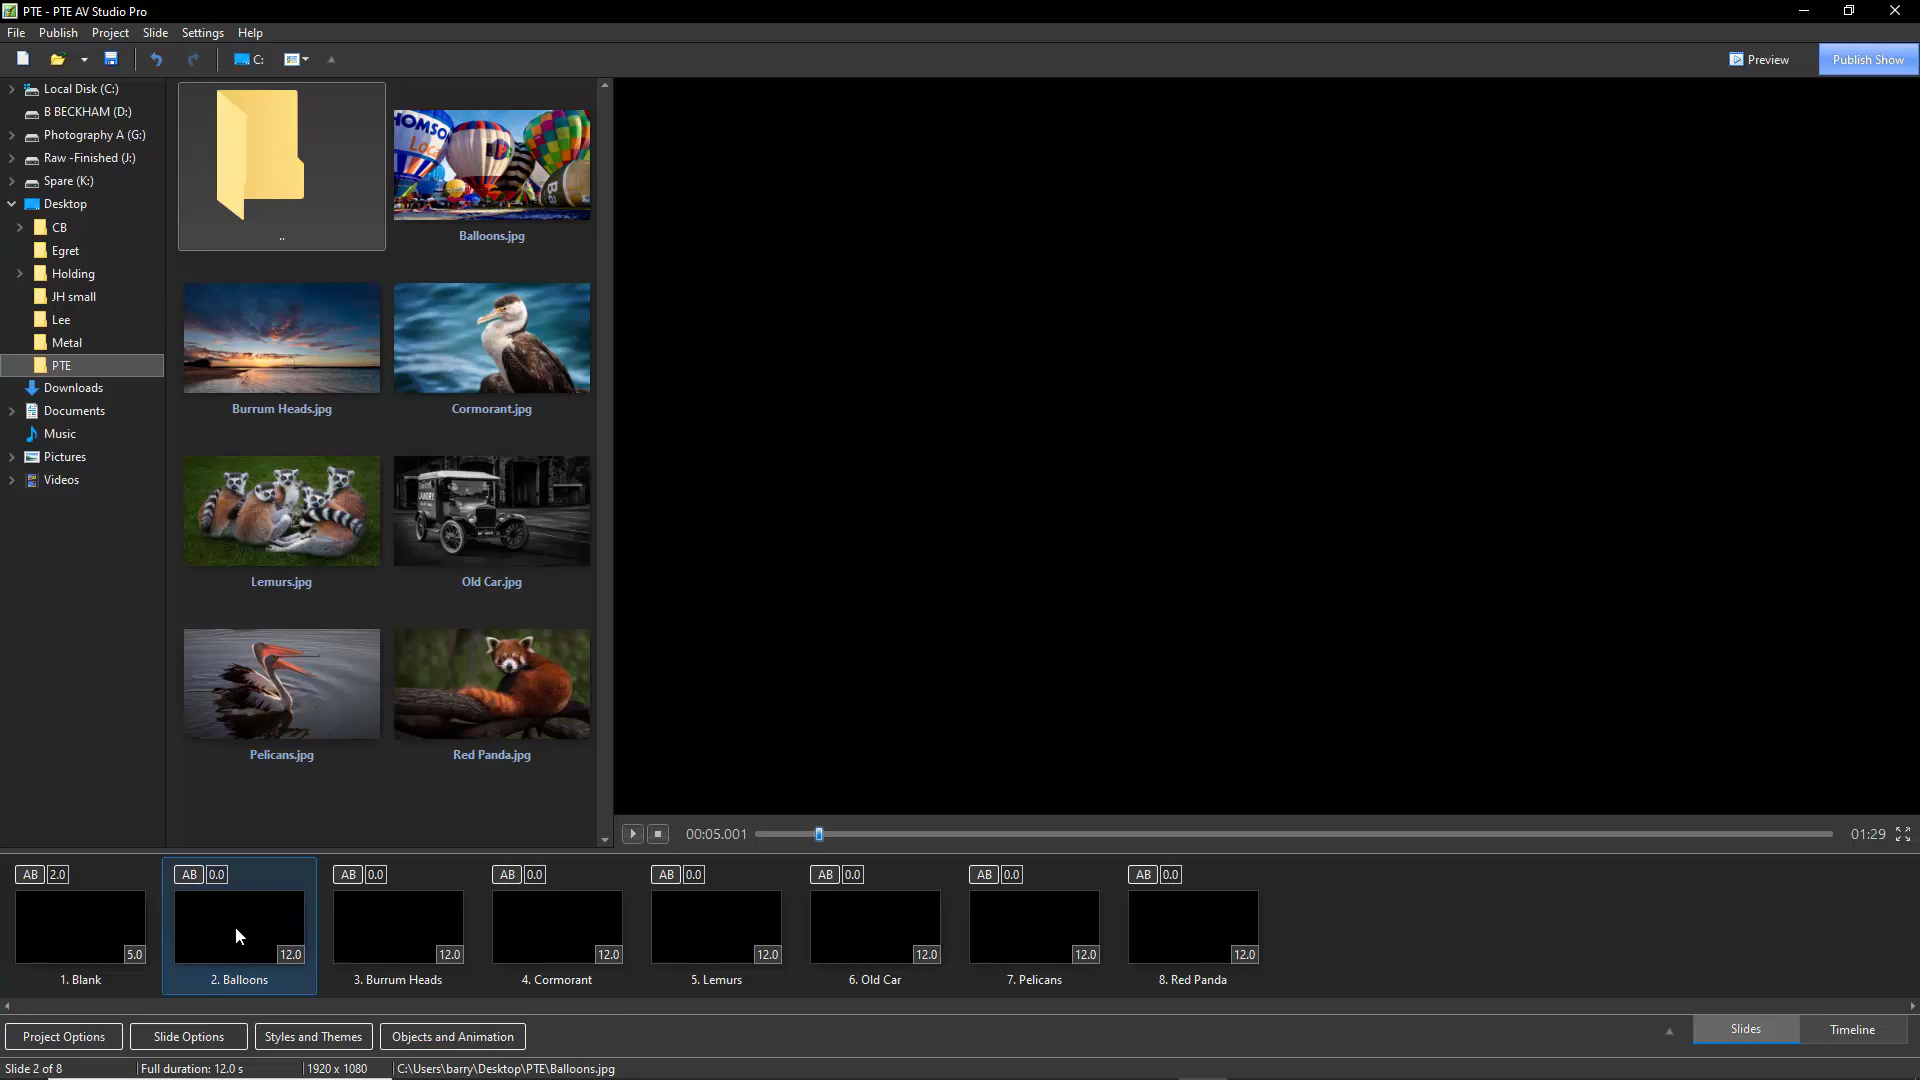 PTE - PTE AV Studio Pro
File Publish Project Slide Settings Help
C: Preview Publish Show
Local Disk (C:)
B BECKHAM (D:)
Photography A (G:)
Raw -Finished (J:)
Spare (K:)
Desktop
CB
Egret
Holding
JH small
Lee
Metal
PTE
Downloads
Documents
Music
Pictures
Videos
..
THOMSON
Loca
Balloons.jpg
Burrum Heads.jpg
Cormorant.jpg
LAUNDRY
Lemurs.jpg
Old Car.jpg
Pelicans.jpg
Red Panda.jpg
00:05.001 01:29
AB 2.0 AB 0.0 AB 0.0 AB 0.0 AB 0.0 AB 0.0 AB 0.0 AB 0.0
5.0 12.0 12.0 12.0 12.0 12.0 12.0 12.0
1. Blank 2. Balloons 3. Burrum Heads 4. Cormorant 5. Lemurs 6. Old Car 7. Pelicans 8. Red Panda
Project Options Slide Options Styles and Themes Objects and Animation Slides Timeline
Slide 2 of 8 Full duration: 12.0 s 1920 x 1080 C:\Users\barry\Desktop\PTE\Balloons.jpg